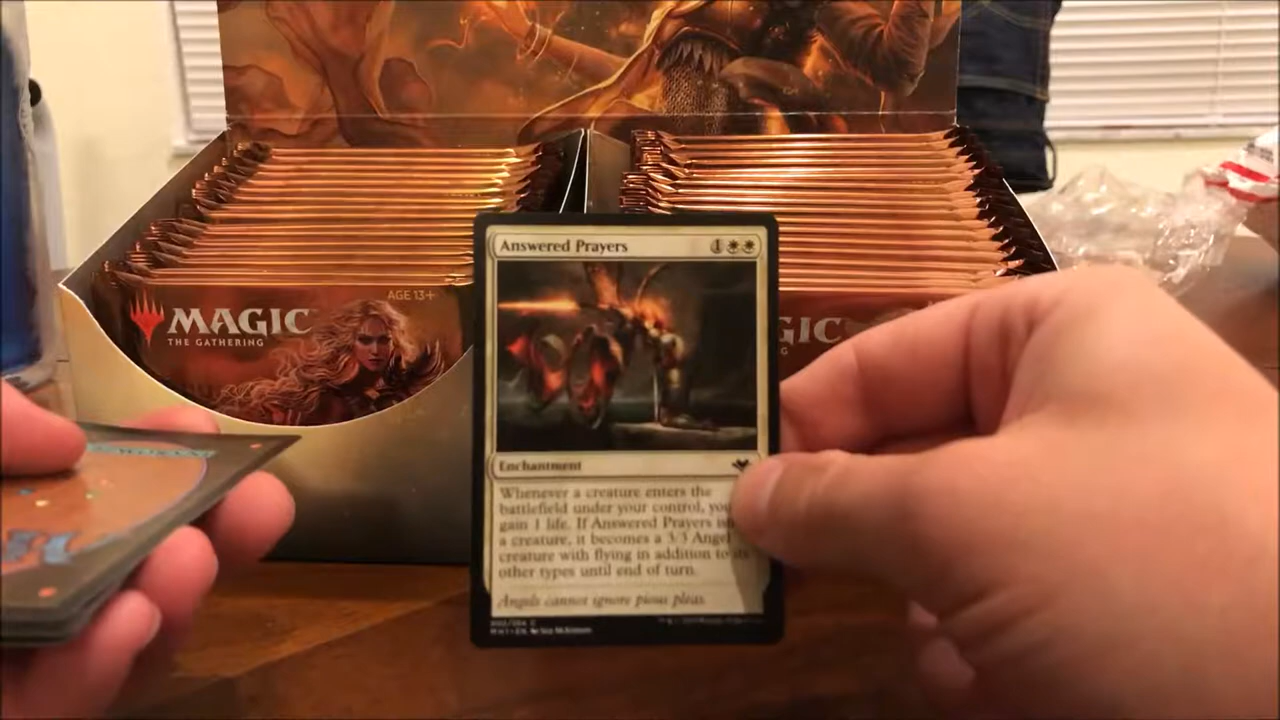 AGE 13+
MAGIC
THE GATHERING
GIC
G
Answered Prayers 1
Enchantment
Whenever a creature enters the
battlefield under your control, you
gain 1 life. If Answered Prayers isn
a creature, it becomes a 3/3 Angel
creature with flying in addition to its
other types until end of turn.
Angels cannot ignore pious pleas.